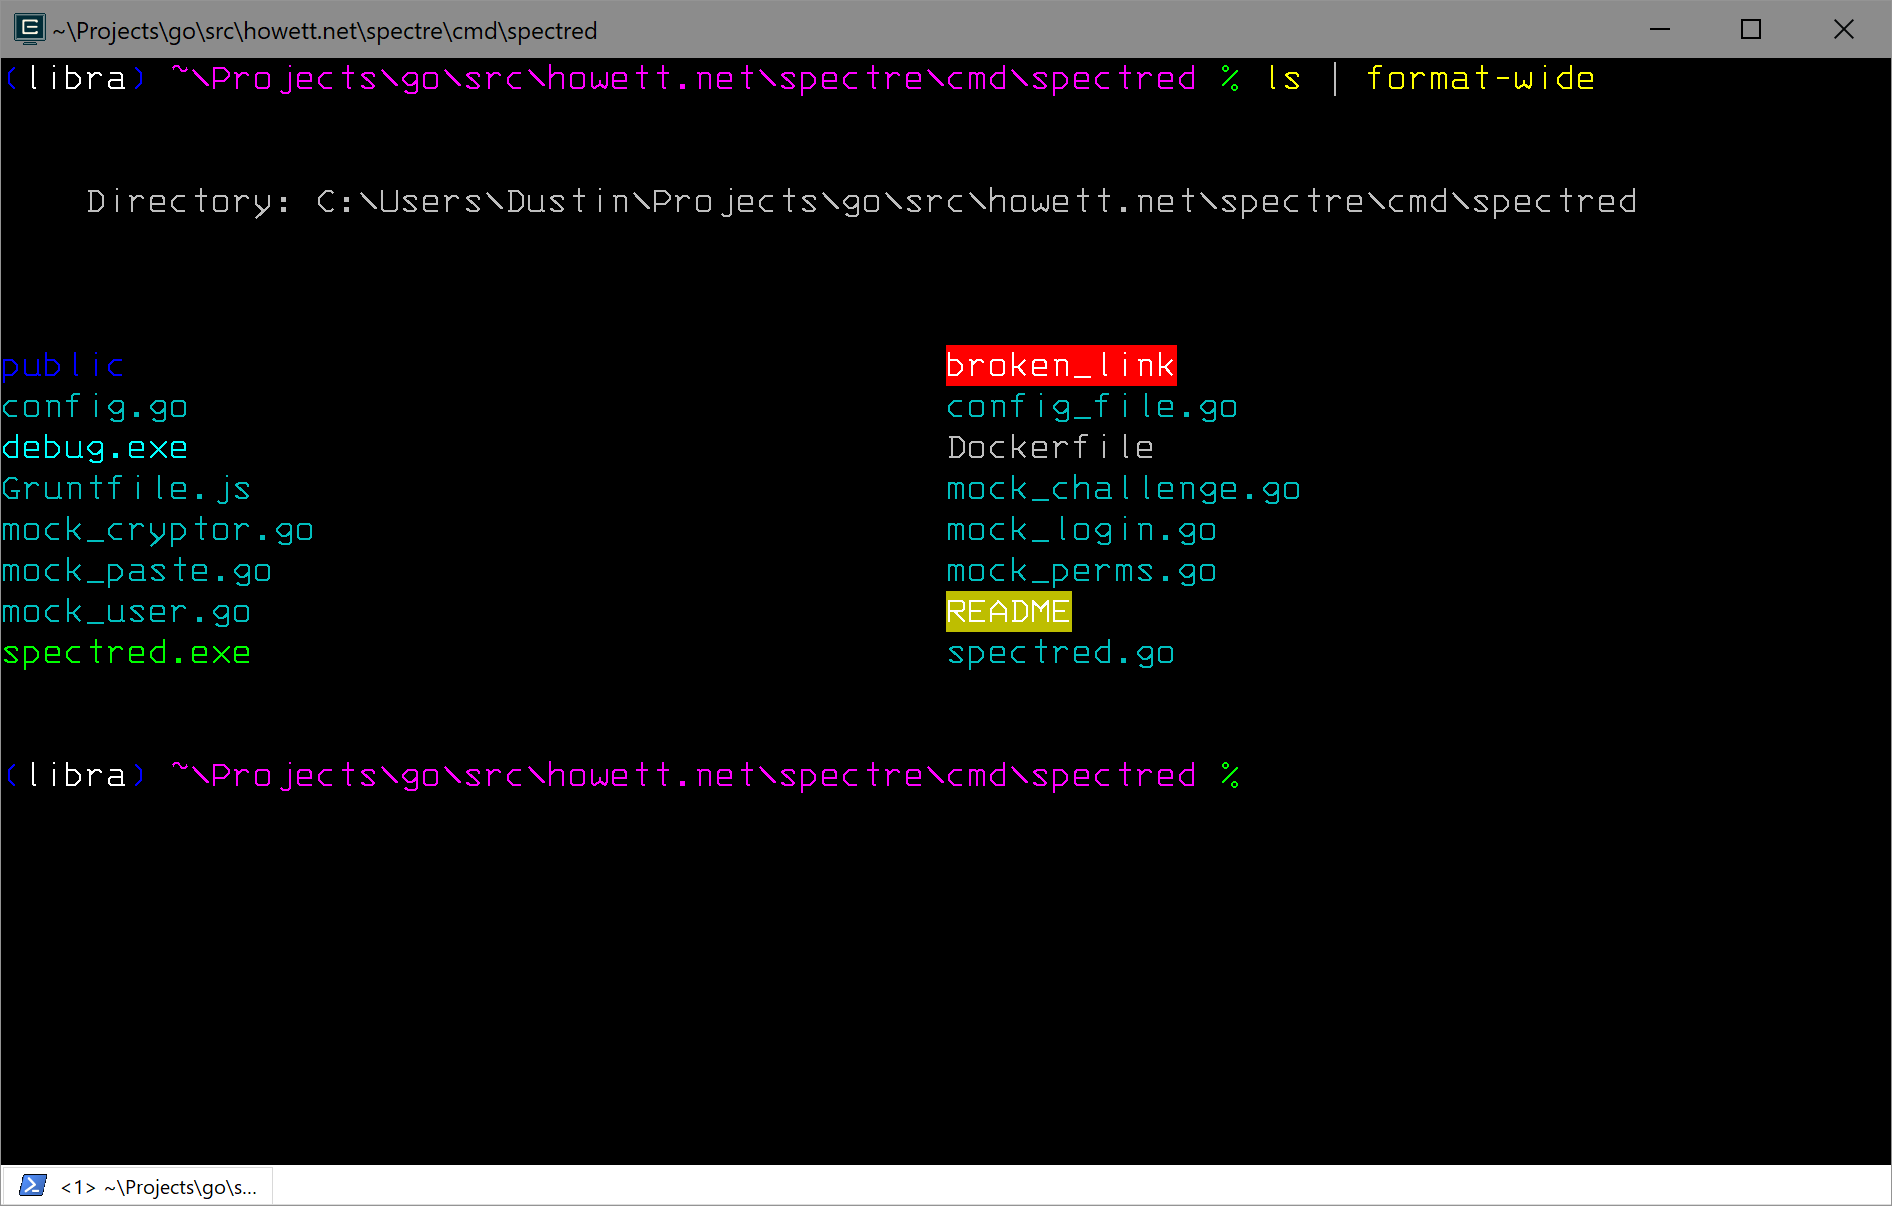 ~\Projects\go\src\howett.net\spectre\cmd\spectred
(libra) ~\Projects\go\src\howett.net\spectre\cmd\spectred % ls | format-wide
Directory: C:\Users\Dustin\Projects\go\src\howett.net\spectre\cmd\spectred
public broken_link
config.go config_file.go
debug.exe Dockerfile
Gruntfile.js mock_challenge.go
mock_cryptor.go mock_login.go
mock_paste.go mock_perms.go
mock_user.go README
spectred.exe spectred.go
(libra) ~\Projects\go\src\howett.net\spectre\cmd\spectred %
<1> ~\Projects\go\s...